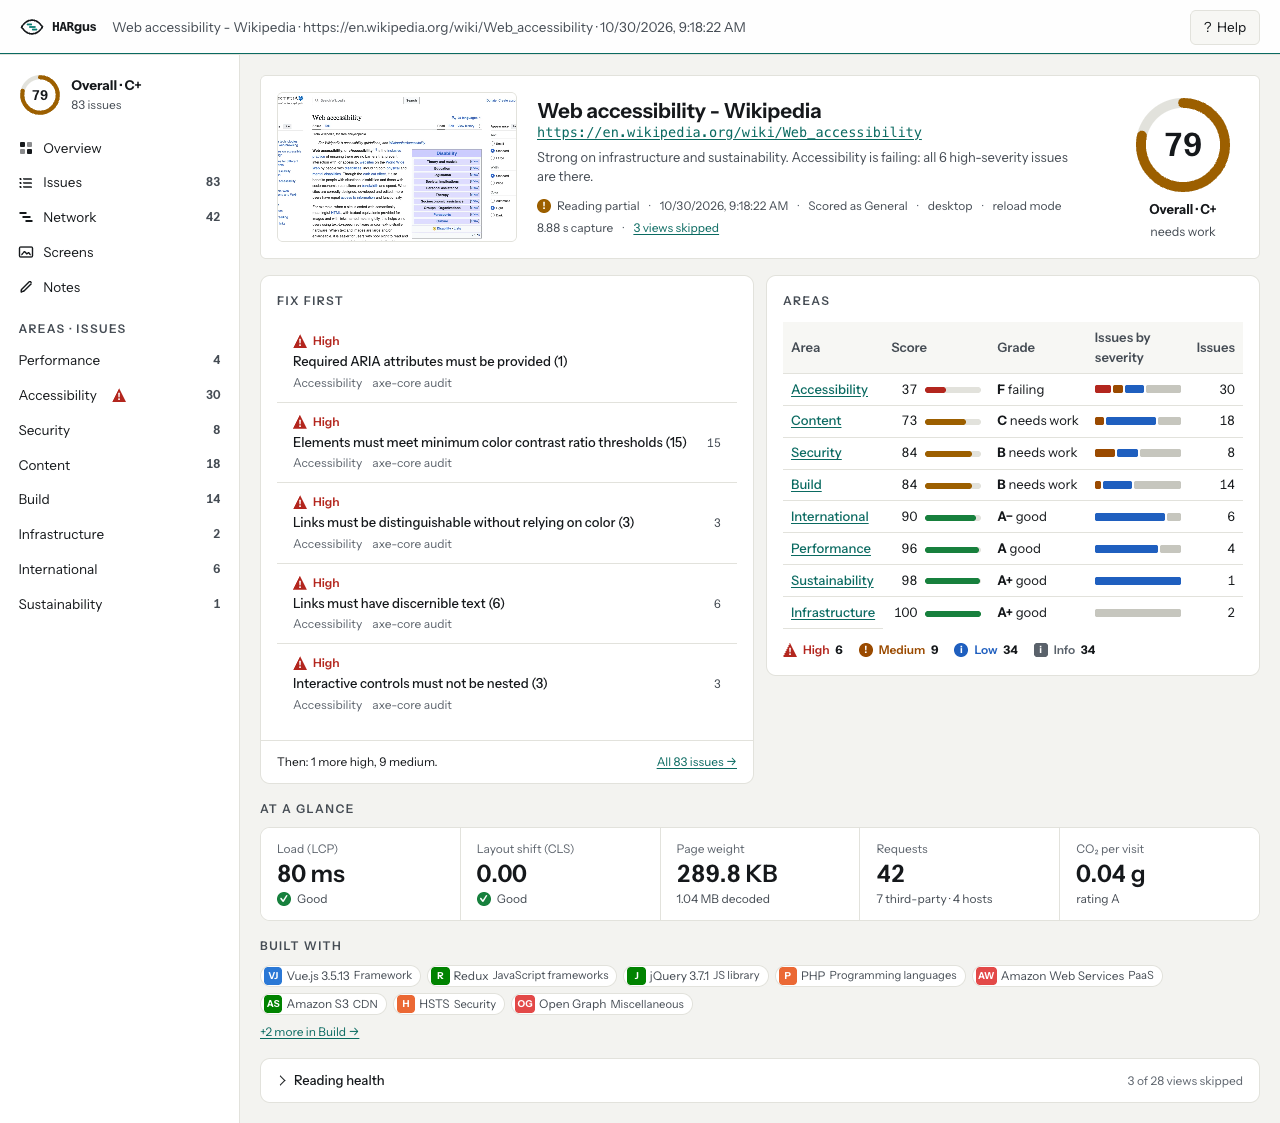 HARgus
Web accessibility - Wikipedia · https://en.wikipedia.org/wiki/Web_accessibility · 10/30/2026, 9:18:22 AM
? Help
79
Overall · C+
83 issues
Overview
Issues 83
Network 42
Screens
Notes
AREAS · ISSUES
Performance 4
Accessibility 30
Security 8
Content 18
Build 14
Infrastructure 2
International 6
Sustainability 1
Web accessibility
Web accessibility - Wikipedia
https://en.wikipedia.org/wiki/Web_accessibility
Strong on infrastructure and sustainability. Accessibility is failing: all 6 high-severity issues
are there.
Reading partial · 10/30/2026, 9:18:22 AM · Scored as General · desktop · reload mode
8.88 s capture · 3 views skipped
79
Overall · C+
needs work
FIX FIRST
High
Required ARIA attributes must be provided (1)
Accessibility axe-core audit
High
Elements must meet minimum color contrast ratio thresholds (15) 15
Accessibility axe-core audit
High
Links must be distinguishable without relying on color (3) 3
Accessibility axe-core audit
High
Links must have discernible text (6) 6
Accessibility axe-core audit
High
Interactive controls must not be nested (3) 3
Accessibility axe-core audit
Then: 1 more high, 9 medium. All 83 issues →
AREAS
Area Score Grade Issues by severity Issues
Accessibility 37 F failing 30
Content 73 C needs work 18
Security 84 B needs work 8
Build 84 B needs work 14
International 90 A− good 6
Performance 96 A good 4
Sustainability 98 A+ good 1
Infrastructure 100 A+ good 2
High 6 Medium 9 Low 34 Info 34
AT A GLANCE
Load (LCP)
80 ms
Good
Layout shift (CLS)
0.00
Good
Page weight
289.8 KB
1.04 MB decoded
Requests
42
7 third-party · 4 hosts
CO₂ per visit
0.04 g
rating A
BUILT WITH
VJ Vue.js 3.5.13 Framework R Redux JavaScript frameworks J jQuery 3.7.1 JS library P PHP Programming languages AW Amazon Web Services PaaS
AS Amazon S3 CDN H HSTS Security OG Open Graph Miscellaneous
+2 more in Build →
Reading health 3 of 28 views skipped